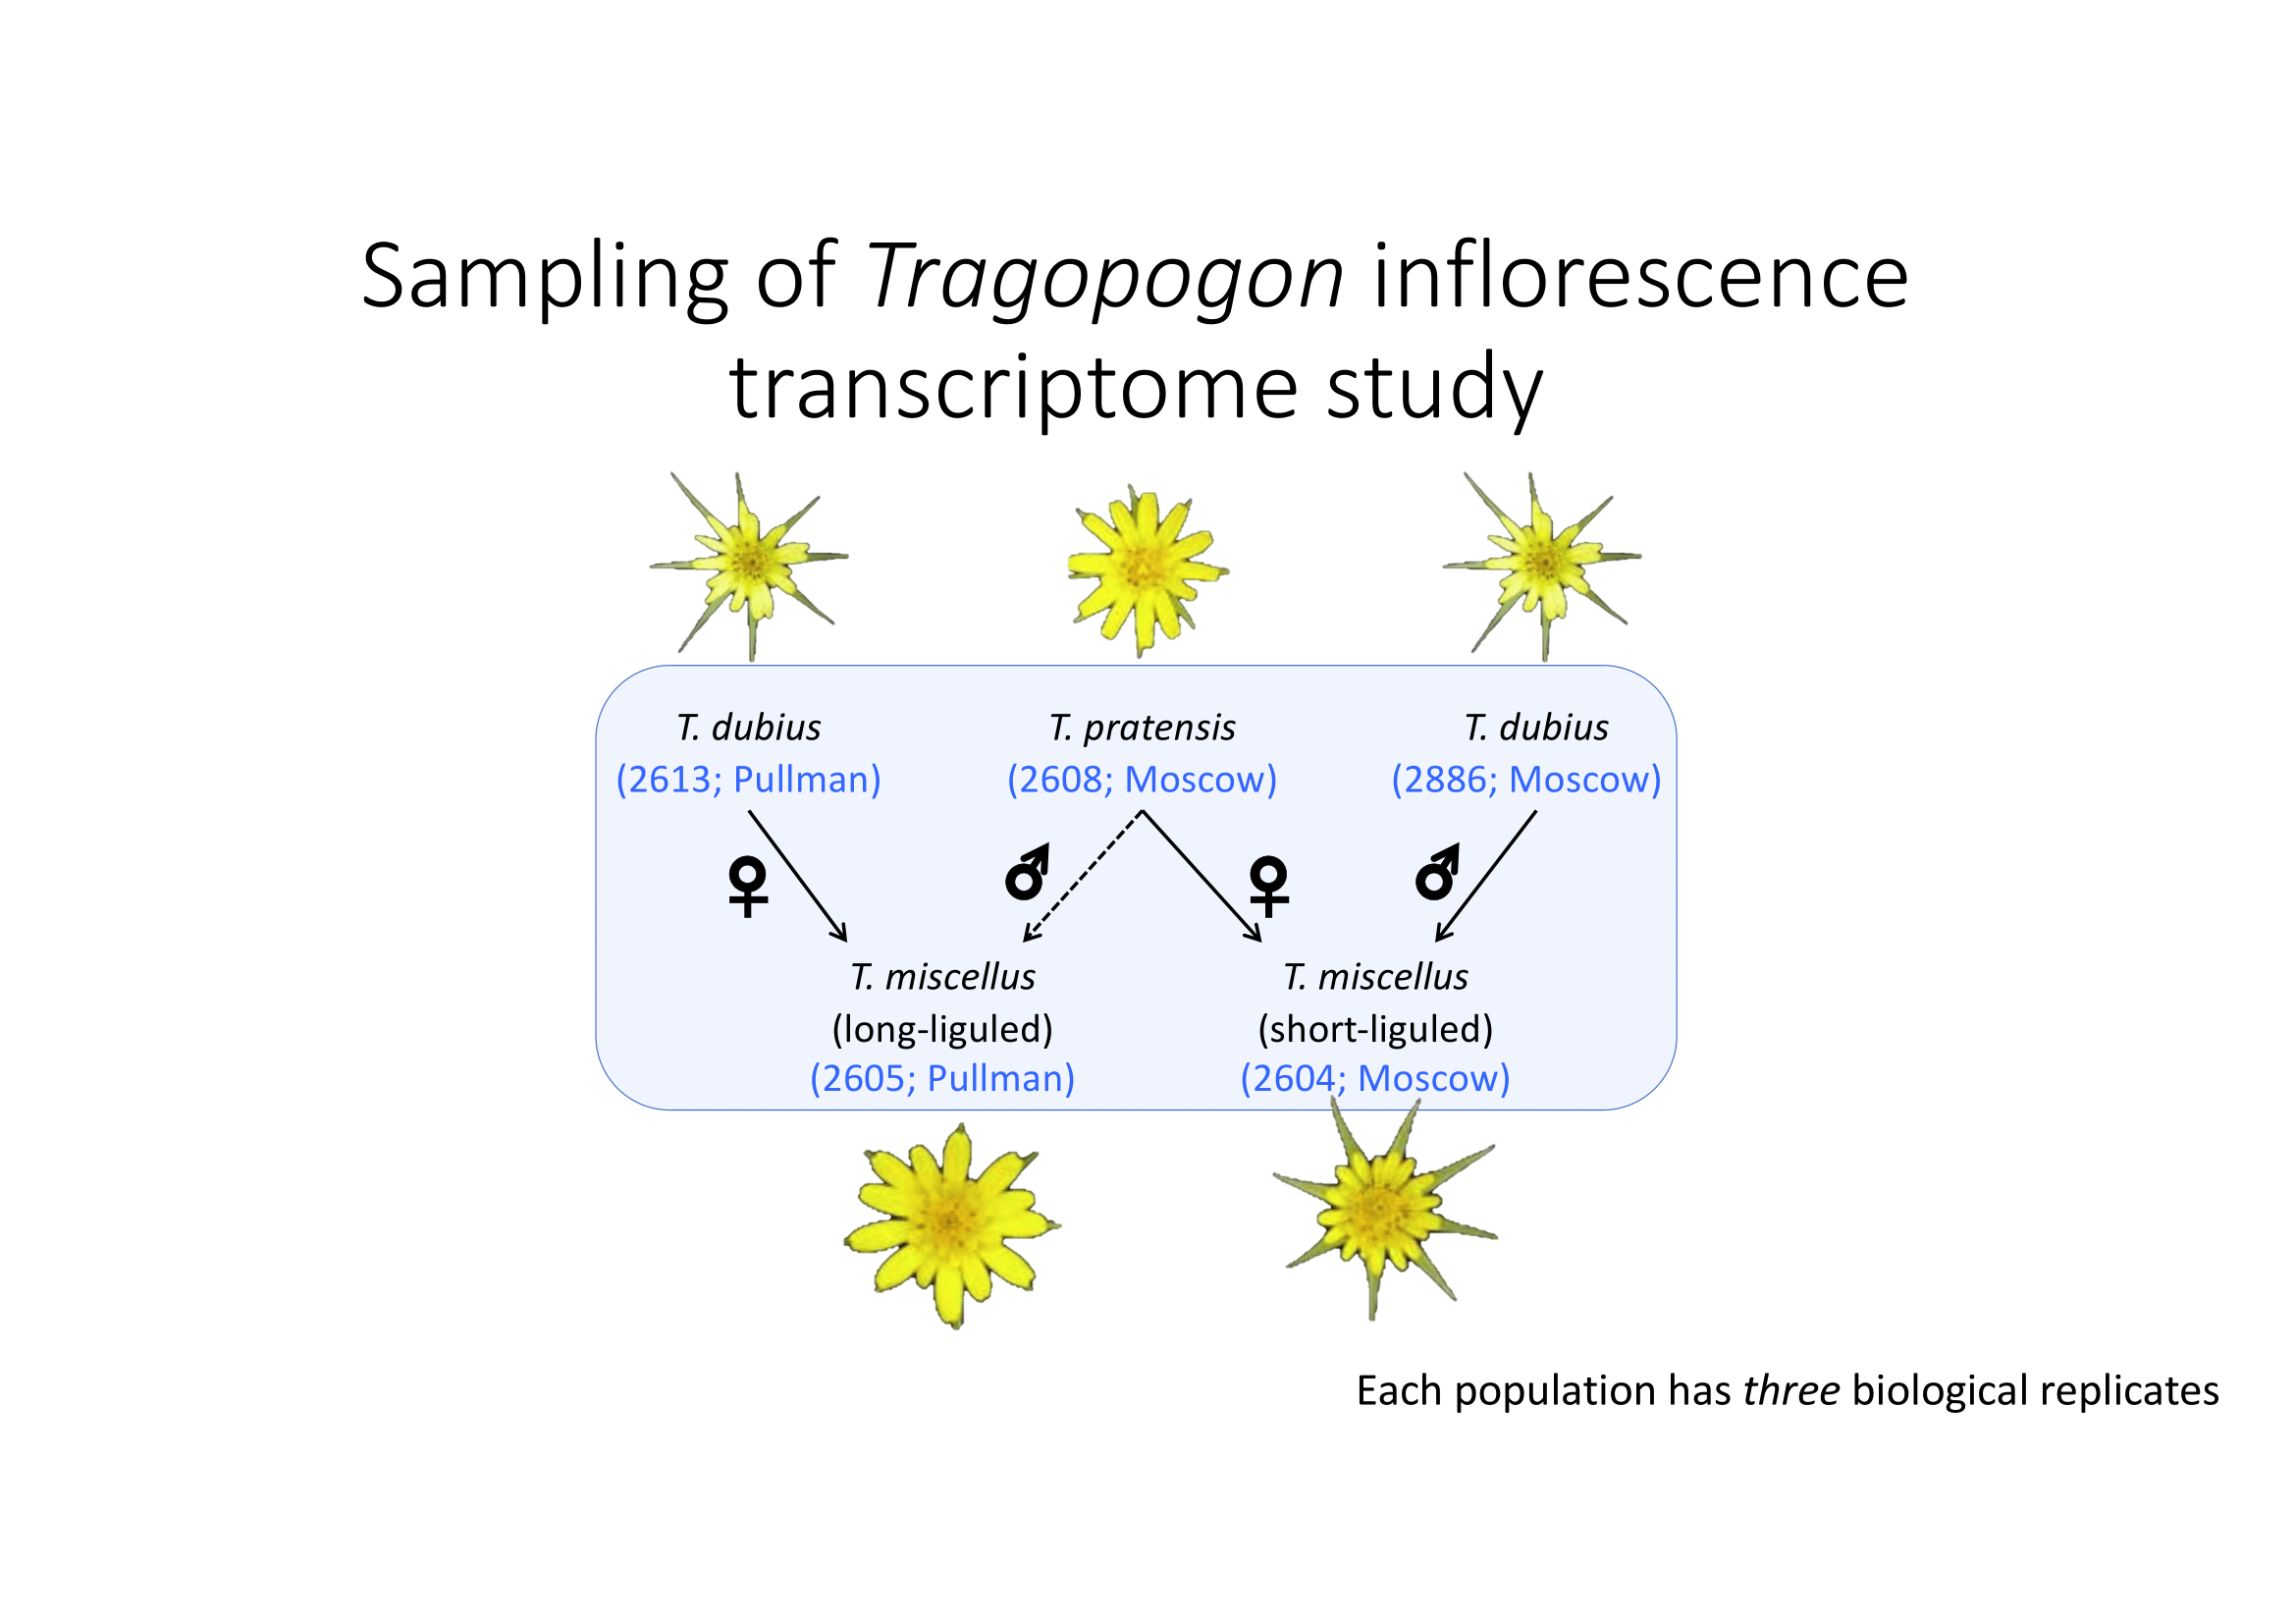 Sampling of Tragopogon inflorescence
transcriptome study
T. dubius
(2613; Pullman)
T. pratensis
(2608; Moscow)
T. dubius
(2886; Moscow)
♀
♂
♀
♂
T. miscellus
(long-liguled)
(2605; Pullman)
T. miscellus
(short-liguled)
(2604; Moscow)
Each population has three biological replicates